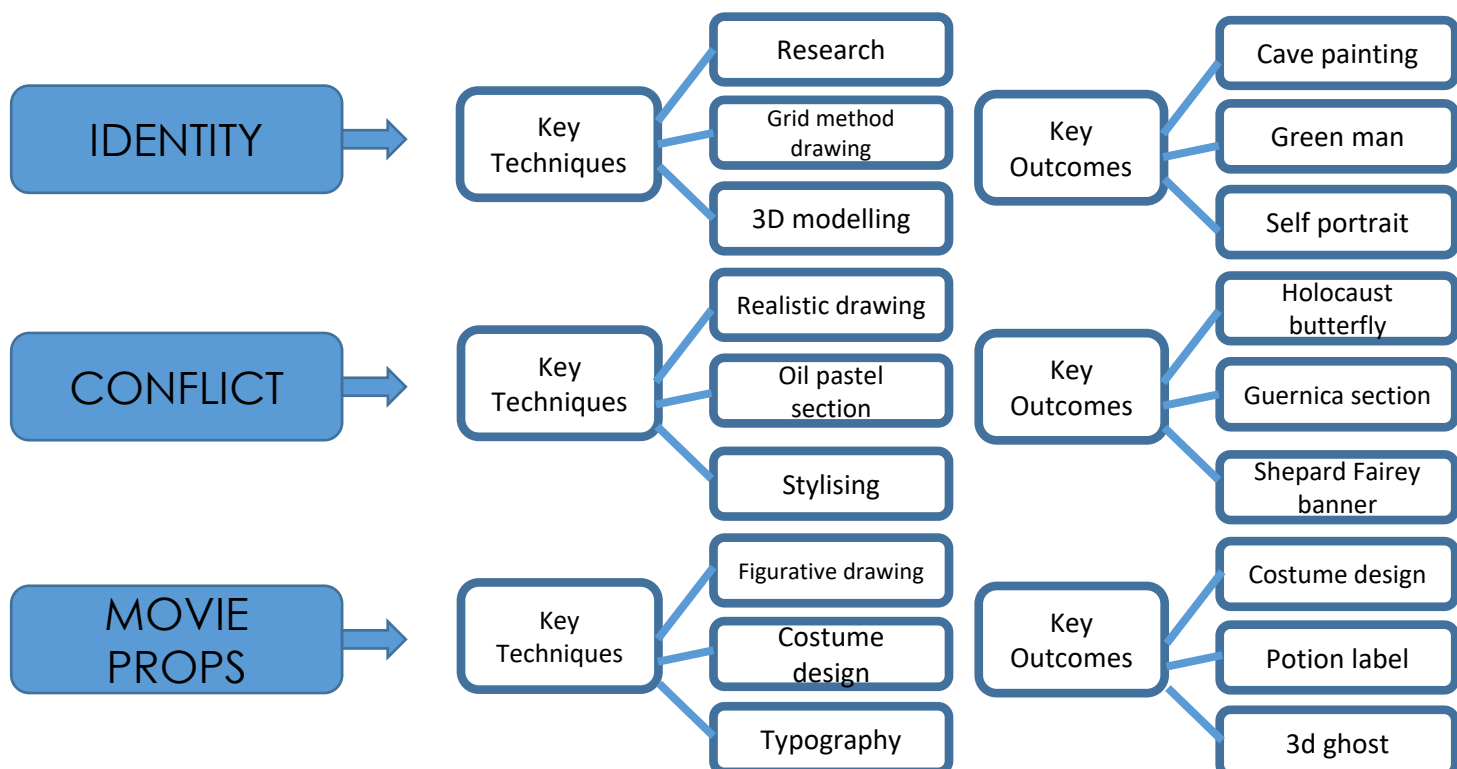 IDENTITY
Key
Techniques
Research
Grid method
drawing
3D modelling
Key
Outcomes
Cave painting
Green man
Self portrait
CONFLICT
Key
Techniques
Realistic drawing
Oil pastel
section
Stylising
Key
Outcomes
Holocaust
butterfly
Guernica section
Shepard Fairey
banner
MOVIE
PROPS
Key
Techniques
Figurative drawing
Costume
design
Typography
Key
Outcomes
Costume design
Potion label
3d ghost